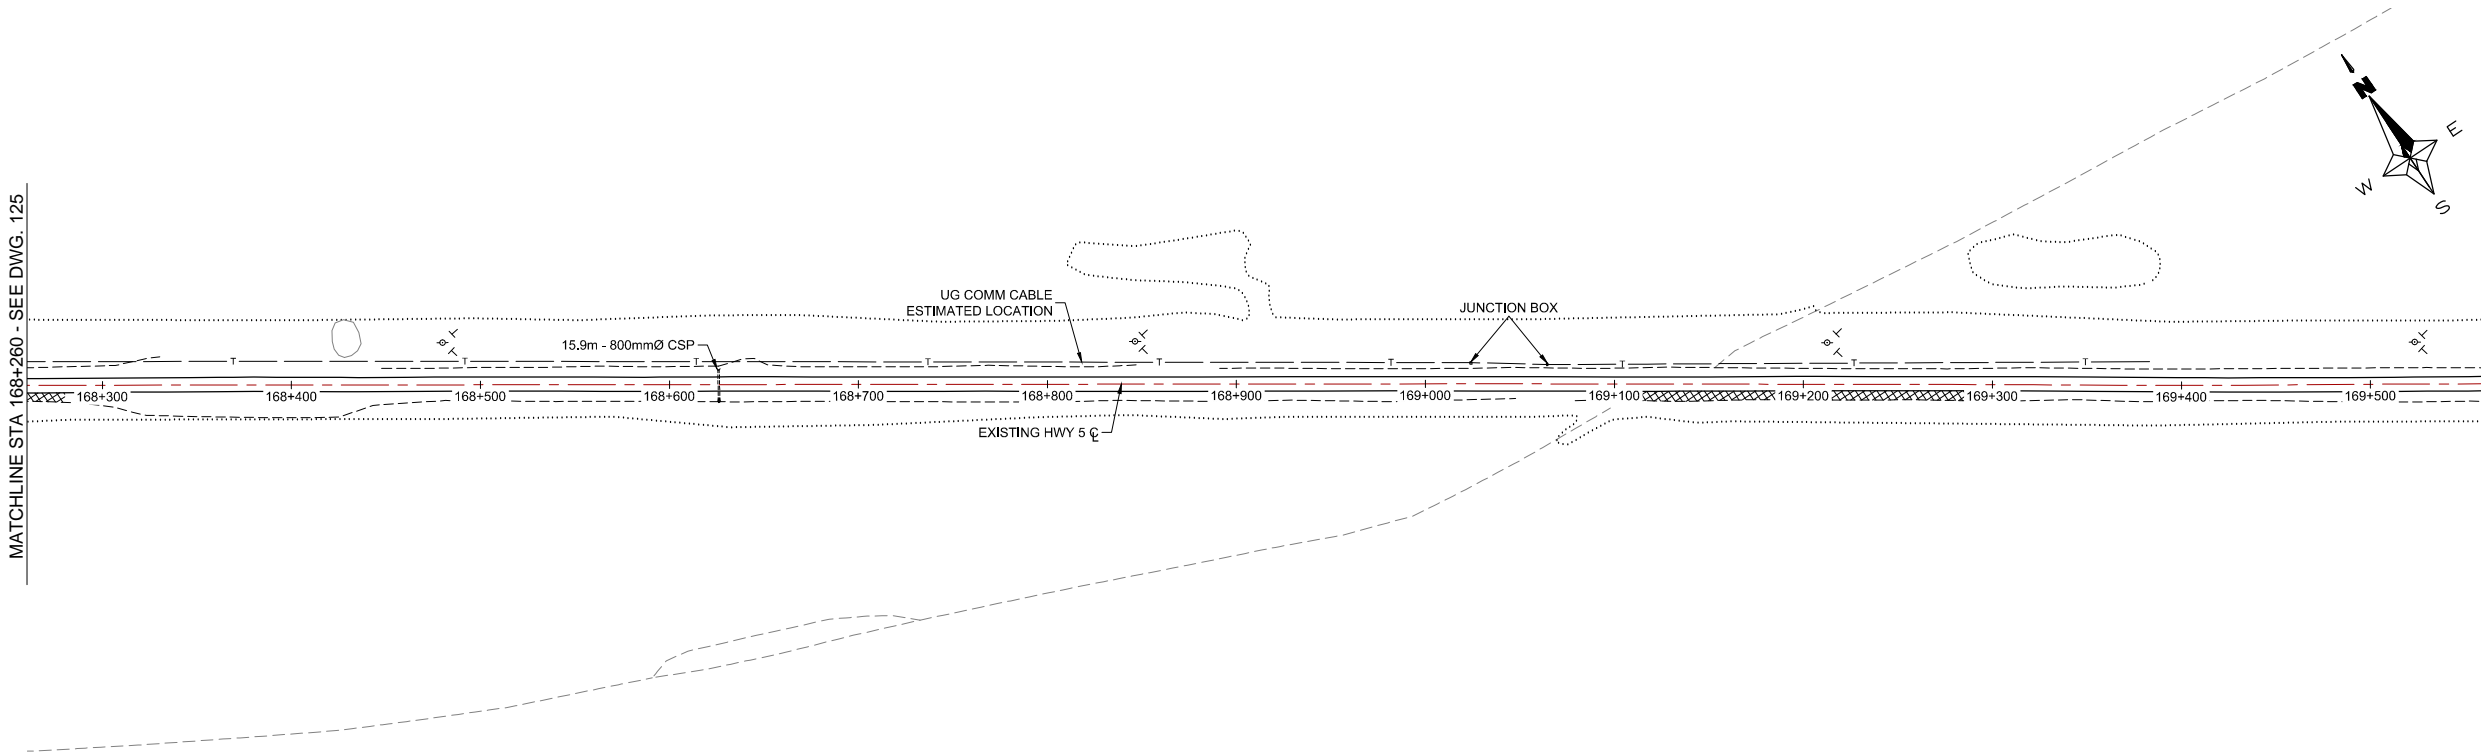 MATCHLINE STA 168+260 - SEE DWG. 125
N
E
W
S
UG COMM CABLE
ESTIMATED LOCATION
JUNCTION BOX
15.9m - 800mmØ CSP
T T T T T T T T T
168+300 168+400 168+500 168+600 168+700 168+800 168+900 169+000 169+100 169+200 169+300 169+400 169+500
EXISTING HWY 5 ℄